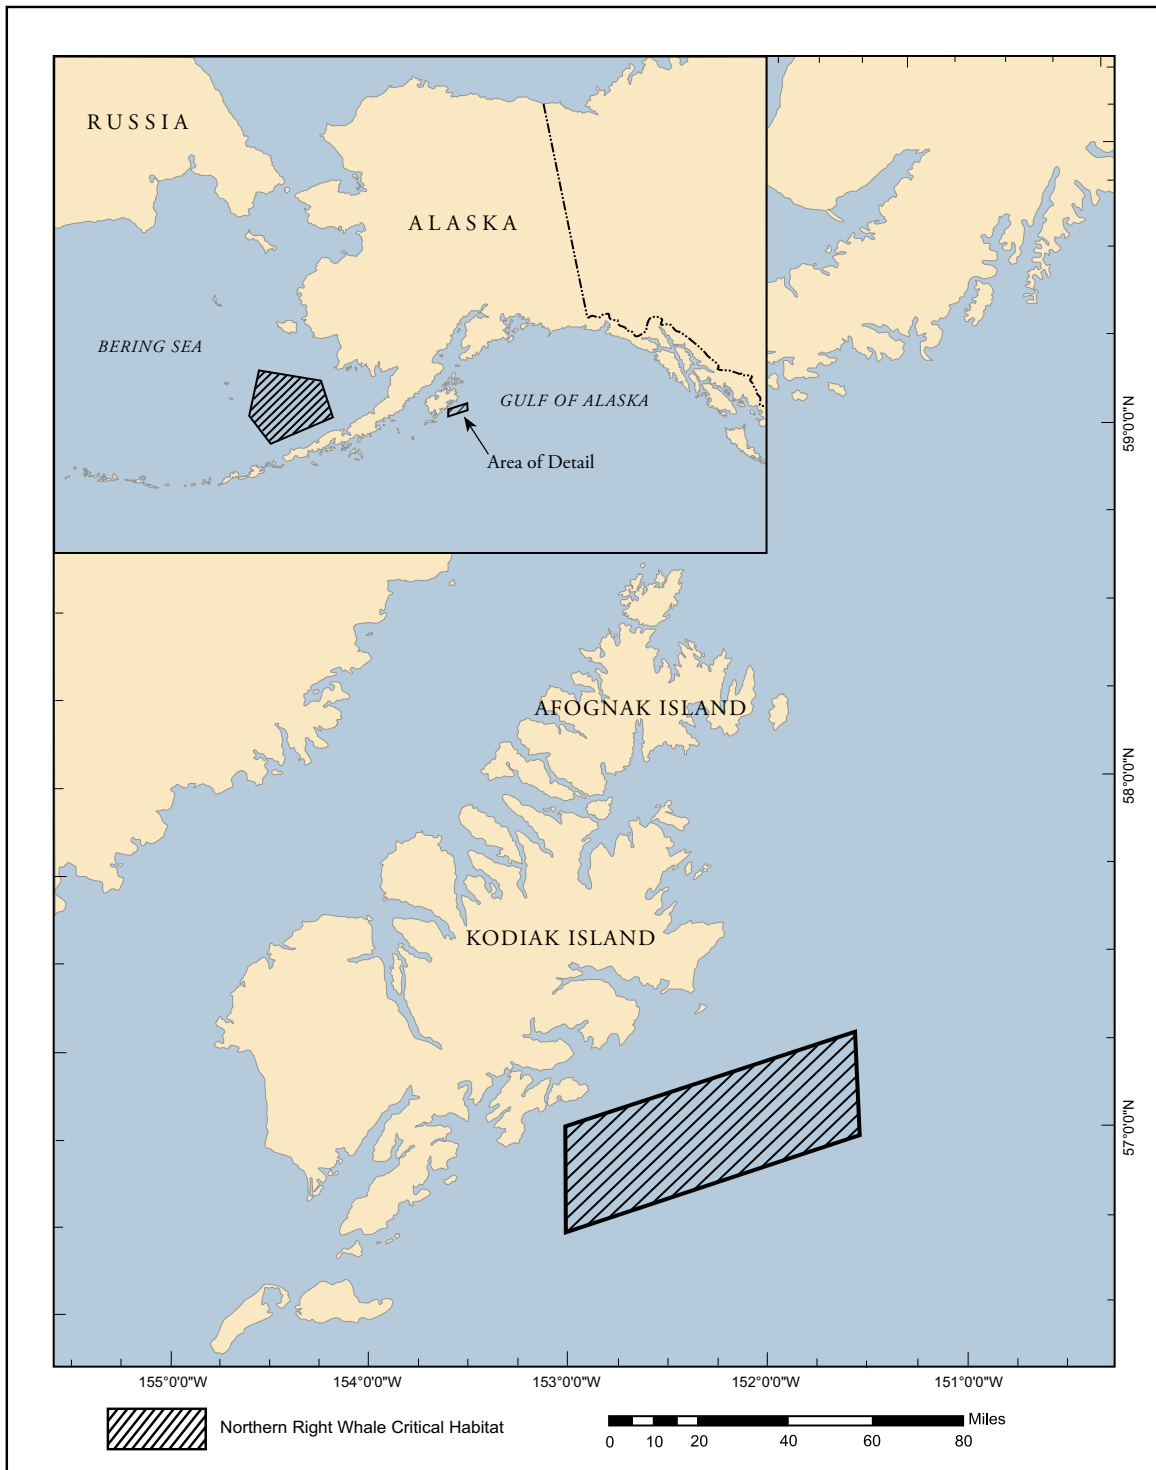 RUSSIA
ALASKA
BERING SEA
GULF OF ALASKA
Area of Detail
59°0'0"N
AFOGNAK ISLAND
58°0'0"N
KODIAK ISLAND
57°0'0"N
155°0'0"W 154°0'0"W 153°0'0"W 152°0'0"W 151°0'0"W
Northern Right Whale Critical Habitat
Miles
0 10 20 40 60 80